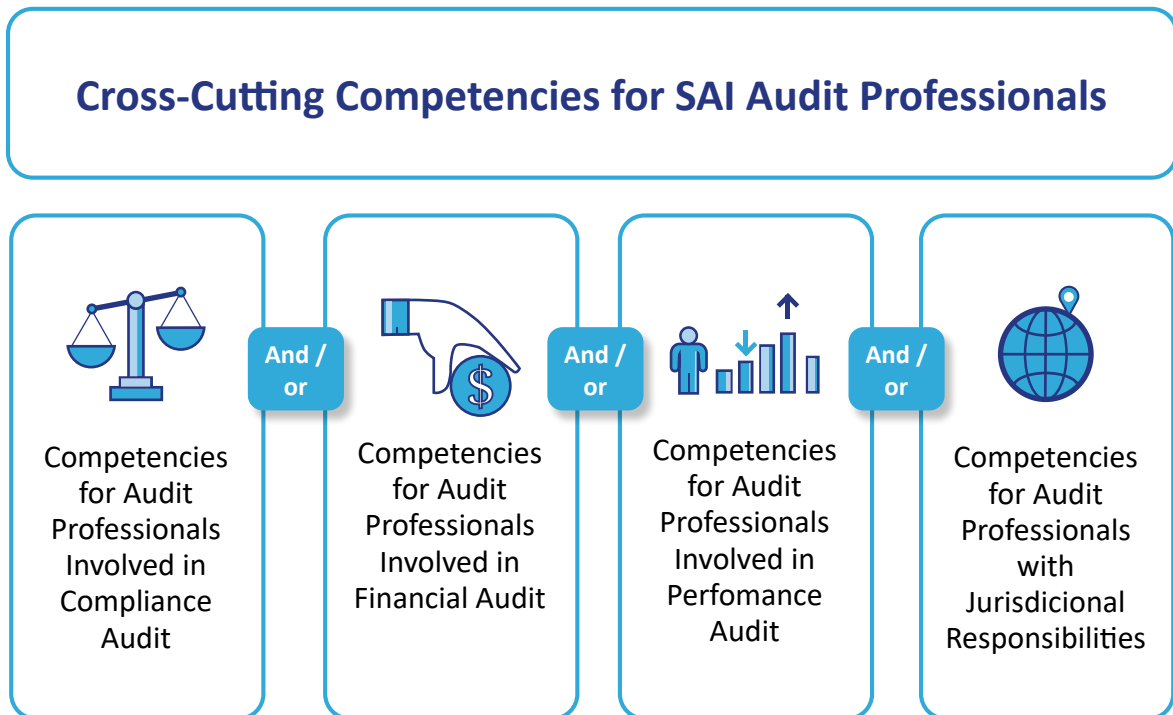 Cross-Cutting Competencies for SAI Audit Professionals
Competencies
for Audit
Professionals
Involved in
Compliance
Audit
And /
or
$
Competencies
for Audit
Professionals
Involved in
Financial Audit
And /
or
Competencies
for Audit
Professionals
Involved in
Perfomance
Audit
And /
or
Competencies
for Audit
Professionals
with
Jurisdicional
Responsibilities